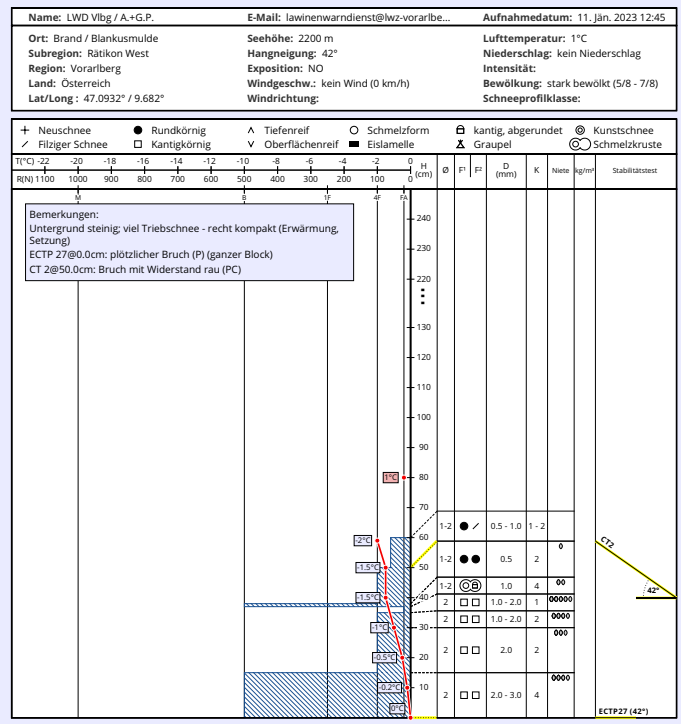 Name: LWD Vlbg / A.+G.P. E-Mail: lawinenwarndienst@lwz-vorarlbe... Aufnahmedatum: 11. Jän. 2023 12:45
Ort: Brand / Blankusmulde Seehöhe: 2200 m Lufttemperatur: 1°C
Subregion: Rätikon West Hangneigung: 42° Niederschlag: kein Niederschlag
Region: Vorarlberg Exposition: NO Intensität:
Land: Österreich Windgeschw.: kein Wind (0 km/h) Bewölkung: stark bewölkt (5/8 - 7/8)
Lat/Long : 47.0932° / 9.682° Windrichtung: Schneeprofilklasse:
Neuschnee Rundkörnig Tiefenreif Schmelzform kantig, abgerundet Kunstschnee
Filziger Schnee Kantigkörnig Oberflächenreif Eislamelle Graupel Schmelzkruste
T(°C) -22 -20 -18 -16 -14 -12 -10 -8 -6 -4 -2 0 H (cm) Ø F¹ F² D (mm) K Niete kg/m³ Stabilitätstest
R(N) 1100 1000 900 800 700 600 500 400 300 200 100 0
M B 1F 4F FA
Bemerkungen:
Untergrund steinig; viel Triebschnee - recht kompakt (Erwärmung,
Setzung)
ECTP 27@0.0cm: plötzlicher Bruch (P) (ganzer Block)
CT 2@50.0cm: Bruch mit Widerstand rau (PC)
240
230
220
130
120
110
100
90
1°C 80
70
1-2 0.5 - 1.0 1 - 2
-2°C 60
CT2
1-2 0.5 2
-1.5°C 50
1-2 1.0 4
42°
-1.5°C 40
2 1.0 - 2.0 1
2 1.0 - 2.0 2
-1°C 30
2 2.0 2
-0.5°C 20
-0.2°C 10
2 2.0 - 3.0 4
0°C
ECTP27 (42°)